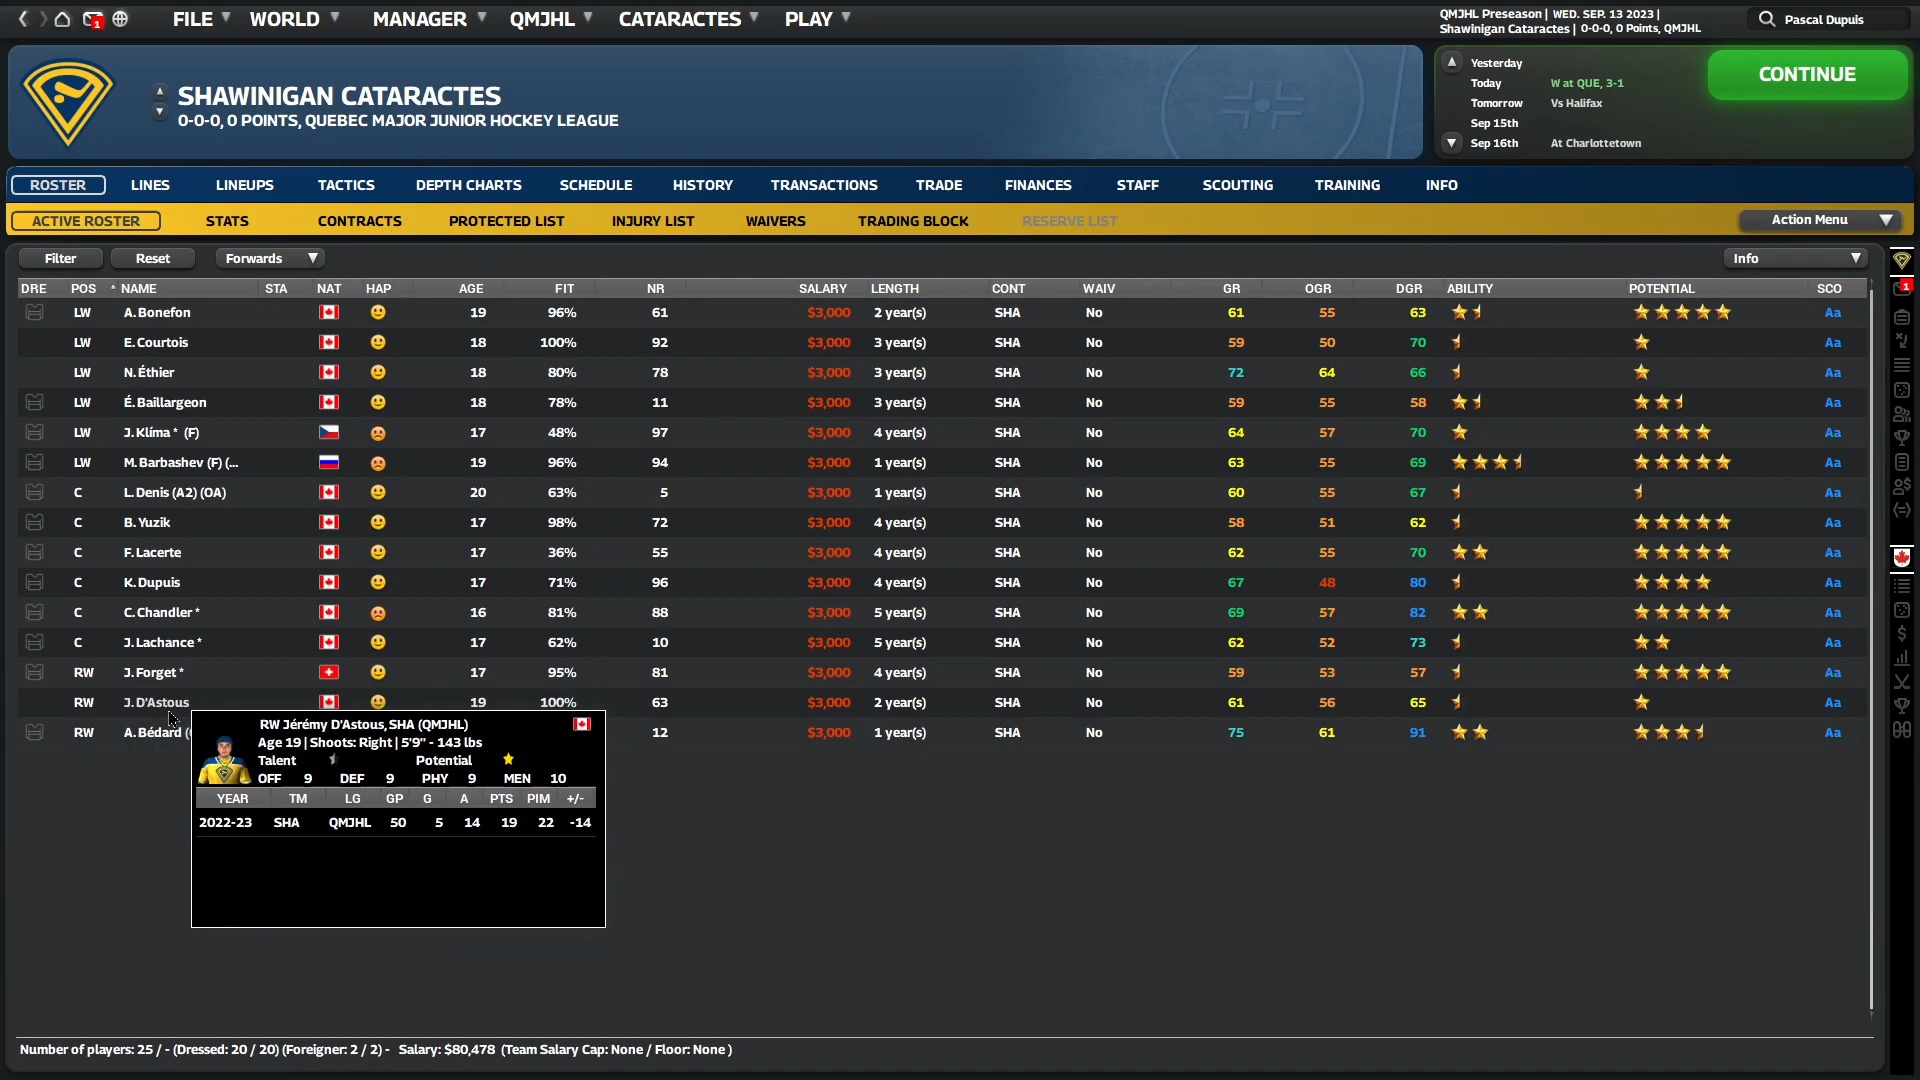 FILE WORLD MANAGER QMJHL CATARACTES PLAY
1
QMJHL Preseason | WED. SEP. 13 2023 |
Shawinigan Cataractes | 0-0-0, 0 Points, QMJHL
Pascal Dupuis
SHAWINIGAN CATARACTES
0-0-0, 0 POINTS, QUEBEC MAJOR JUNIOR HOCKEY LEAGUE
Yesterday
Today W at QUE, 3-1
Tomorrow Vs Halifax
Sep 15th
Sep 16th At Charlottetown
CONTINUE
ROSTER LINES LINEUPS TACTICS DEPTH CHARTS SCHEDULE HISTORY TRANSACTIONS TRADE FINANCES STAFF SCOUTING TRAINING INFO
ACTIVE ROSTER STATS CONTRACTS PROTECTED LIST INJURY LIST WAIVERS TRADING BLOCK RESERVE LIST Action Menu
Filter Reset Forwards Info
DRE POS NAME STA NAT HAP AGE FIT NR SALARY LENGTH CONT WAIV GR OGR DGR ABILITY POTENTIAL SCO
1
LW A. Bonefon 19 96% 61 $3,000 2 year(s) SHA No 61 55 63 Aa
LW E. Courtois 18 100% 92 $3,000 3 year(s) SHA No 59 50 70 Aa
LW N. Éthier 18 80% 78 $3,000 3 year(s) SHA No 72 64 66 Aa
LW É. Baillargeon 18 78% 11 $3,000 3 year(s) SHA No 59 55 58 Aa
LW J. Klíma * (F) 17 48% 97 $3,000 4 year(s) SHA No 64 57 70 Aa
LW M. Barbashev (F) (... 19 96% 94 $3,000 1 year(s) SHA No 63 55 69 Aa
C L. Denis (A2) (OA) 20 63% 5 $3,000 1 year(s) SHA No 60 55 67 Aa
C B. Yuzik 17 98% 72 $3,000 4 year(s) SHA No 58 51 62 Aa
C F. Lacerte 17 36% 55 $3,000 4 year(s) SHA No 62 55 70 Aa
C K. Dupuis 17 71% 96 $3,000 4 year(s) SHA No 67 48 80 Aa
C C. Chandler * 16 81% 88 $3,000 5 year(s) SHA No 69 57 82 Aa
C J. Lachance * 17 62% 10 $3,000 5 year(s) SHA No 62 52 73 Aa
RW J. Forget * 17 95% 81 $3,000 4 year(s) SHA No 59 53 57 Aa
RW J. D'Astous 19 100% 63 $3,000 2 year(s) SHA No 61 56 65 Aa
RW A. Bédard ( 12 $3,000 1 year(s) SHA No 75 61 91 Aa
RW Jérémy D'Astous, SHA (QMJHL)
Age 19 | Shoots: Right | 5'9" - 143 lbs
Talent Potential
OFF 9 DEF 9 PHY 9 MEN 10
YEAR TM LG GP G A PTS PIM +/-
2022-23 SHA QMJHL 50 5 14 19 22 -14
Number of players: 25 / - (Dressed: 20 / 20) (Foreigner: 2 / 2) - Salary: $80,478 (Team Salary Cap: None / Floor: None )